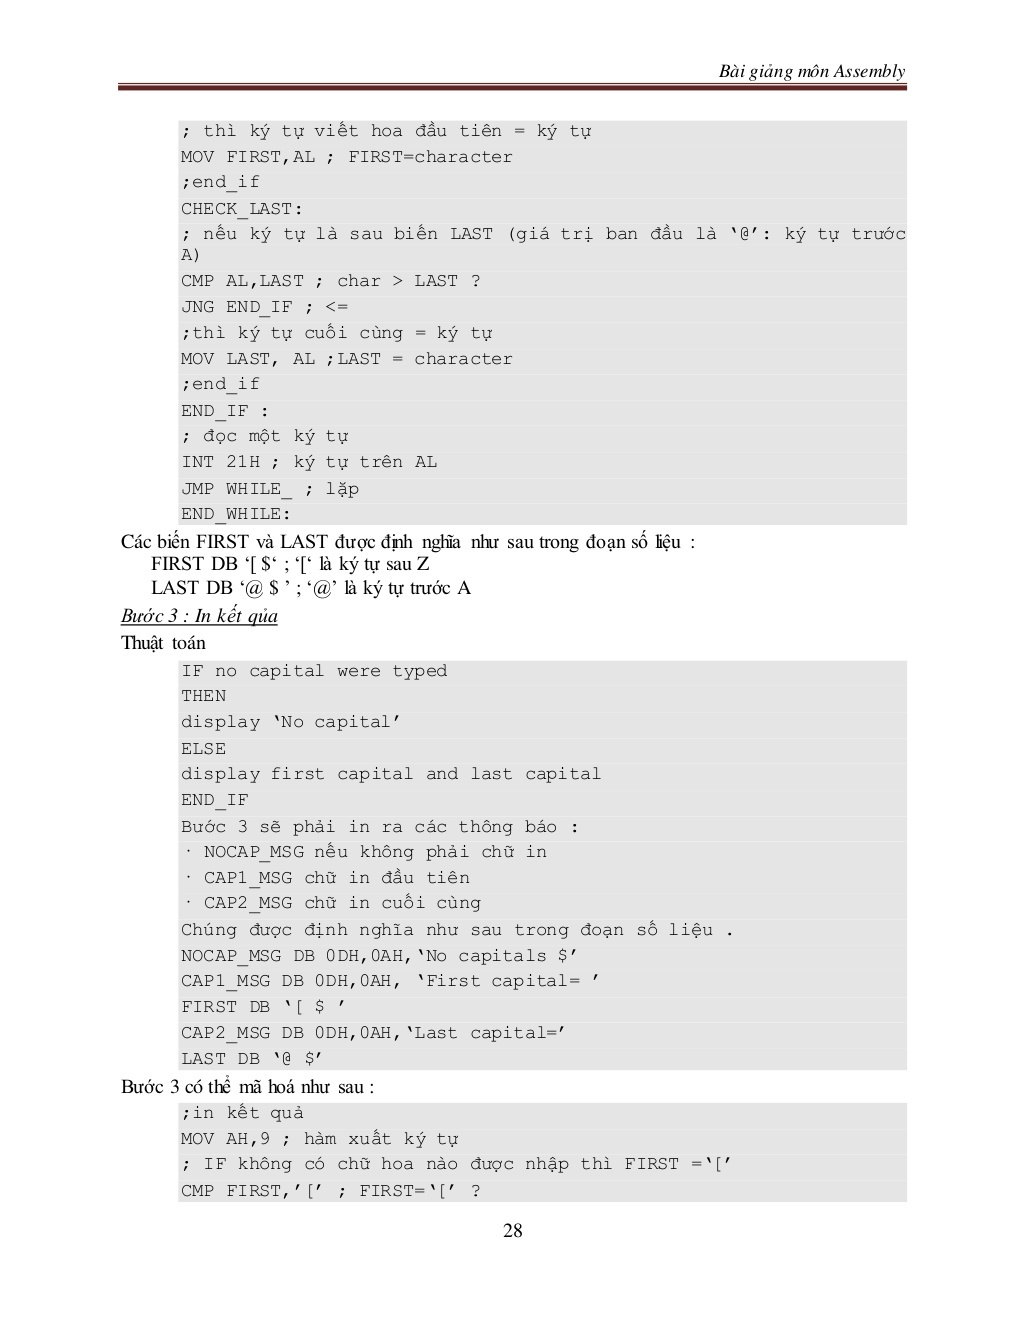 Bài giảng môn Assembly
; thì ký tự viết hoa đầu tiên = ký tự
MOV FIRST,AL ; FIRST=character
;end_if
CHECK_LAST:
; nếu ký tự là sau biến LAST (giá trị ban đầu là ‘@’: ký tự trước
A)
CMP AL,LAST ; char > LAST ?
JNG END_IF ; <=
;thì ký tự cuối cùng = ký tự
MOV LAST, AL ;LAST = character
;end_if
END_IF :
; đọc một ký tự
INT 21H ; ký tự trên AL
JMP WHILE_ ; lặp
END_WHILE:
Các biến FIRST và LAST được định nghĩa như sau trong đoạn số liệu :
FIRST DB ‘[ $‘ ; ‘[‘ là ký tự sau Z
LAST DB ‘@ $ ’ ; ‘@’ là ký tự trước A
Bước 3 : In kết qủa
Thuật toán
IF no capital were typed
THEN
display ‘No capital’
ELSE
display first capital and last capital
END_IF
Bước 3 sẽ phải in ra các thông báo :
· NOCAP_MSG nếu không phải chữ in
· CAP1_MSG chữ in đầu tiên
· CAP2_MSG chữ in cuối cùng
Chúng được định nghĩa như sau trong đoạn số liệu .
NOCAP_MSG DB 0DH,0AH,‘No capitals $’
CAP1_MSG DB 0DH,0AH, ‘First capital= ’
FIRST DB ‘[ $ ’
CAP2_MSG DB 0DH,0AH,‘Last capital=’
LAST DB ‘@ $’
Bước 3 có thể mã hoá như sau :
;in kết quả
MOV AH,9 ; hàm xuất ký tự
; IF không có chữ hoa nào được nhập thì FIRST =‘[’
CMP FIRST,’[’ ; FIRST=‘[’ ?
28